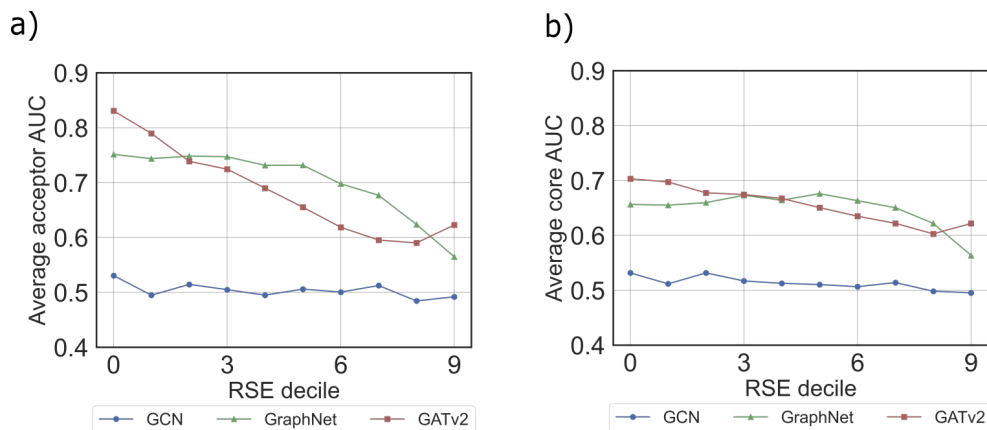 a)
0.9
0.8
0.7
0.6
0.5
0.4
Average acceptor AUC
0 3 6 9
RSE decile
GCN GraphNet GATv2
b)
0.9
0.8
0.7
0.6
0.5
0.4
Average core AUC
0 3 6 9
RSE decile
GCN GraphNet GATv2